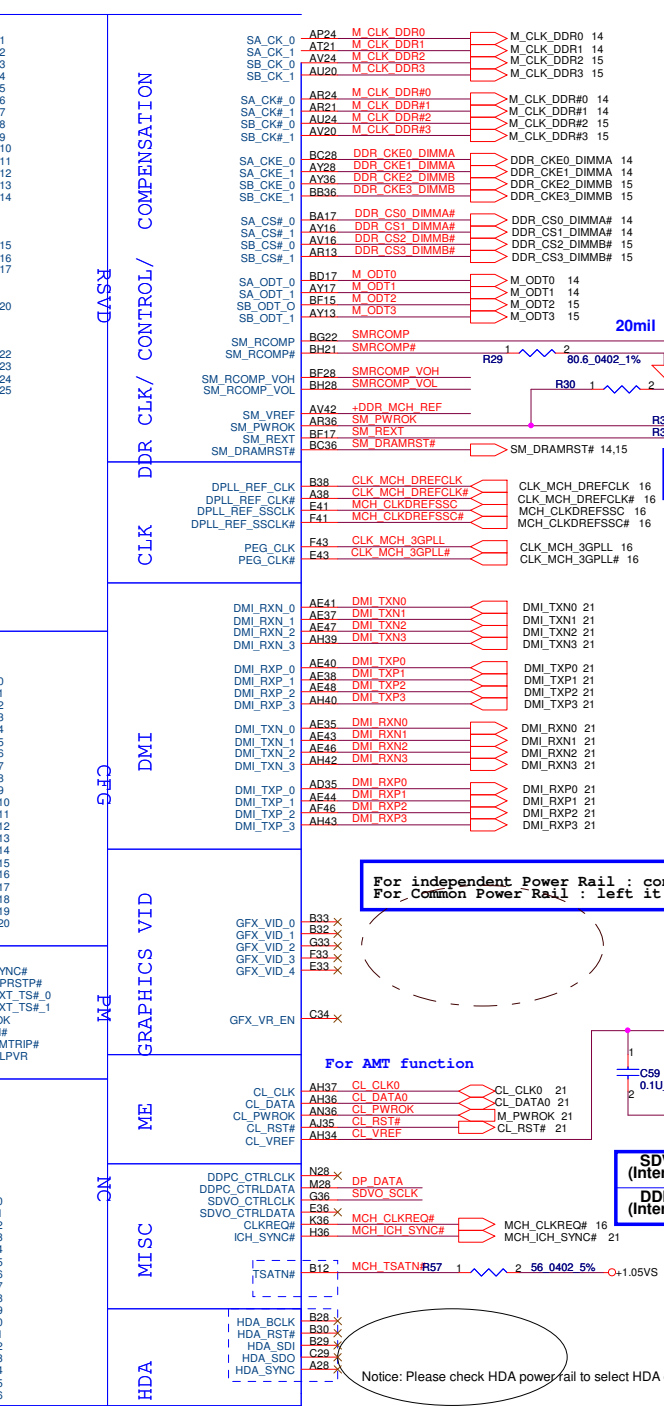 RSVD
CFG
PM
NC
DDR CLK/ CONTROL/ COMPENSATION
CLK
DMI
GRAPHICS VID
ME
MISC
HDA
SA_CK_0 AP24 M_CLK_DDR0 M_CLK_DDR0 14
SA_CK_1 AT21 M_CLK_DDR1 M_CLK_DDR1 14
SB_CK_0 AV24 M_CLK_DDR2 M_CLK_DDR2 15
SB_CK_1 AU20 M_CLK_DDR3 M_CLK_DDR3 15
SA_CK#_0 AR24 M_CLK_DDR#0 M_CLK_DDR#0 14
SA_CK#_1 AR21 M_CLK_DDR#1 M_CLK_DDR#1 14
SB_CK#_0 AU24 M_CLK_DDR#2 M_CLK_DDR#2 15
SB_CK#_1 AV20 M_CLK_DDR#3 M_CLK_DDR#3 15
SA_CKE_0 BC28 DDR_CKE0_DIMMA DDR_CKE0_DIMMA 14
SA_CKE_1 AY28 DDR_CKE1_DIMMA DDR_CKE1_DIMMA 14
SB_CKE_0 AY36 DDR_CKE2_DIMMB DDR_CKE2_DIMMB 15
SB_CKE_1 BB36 DDR_CKE3_DIMMB DDR_CKE3_DIMMB 15
SA_CS#_0 BA17 DDR_CS0_DIMMA# DDR_CS0_DIMMA# 14
SA_CS#_1 AY16 DDR_CS1_DIMMA# DDR_CS1_DIMMA# 14
SB_CS#_0 AV16 DDR_CS2_DIMMB# DDR_CS2_DIMMB# 15
SB_CS#_1 AR13 DDR_CS3_DIMMB# DDR_CS3_DIMMB# 15
SA_ODT_0 BD17 M_ODT0 M_ODT0 14
SA_ODT_1 AY17 M_ODT1 M_ODT1 14
SB_ODT_O BF15 M_ODT2 M_ODT2 15
SB_ODT_1 AY13 M_ODT3 M_ODT3 15
20mil
SM_RCOMP BG22 SMRCOMP
SM_RCOMP# BH21 SMRCOMP# R29 1 2 80.6_0402_1%
SM_RCOMP_VOH BF28 SMRCOMP_VOH R30 1 2
SM_RCOMP_VOL BH28 SMRCOMP_VOL
SM_VREF AV42 +DDR_MCH_REF
SM_PWROK AR36 SM_PWROK
SM_REXT BF17 SM_REXT
SM_DRAMRST# BC36 SM_DRAMRST# SM_DRAMRST# 14,15
DPLL_REF_CLK B38 CLK_MCH_DREFCLK CLK_MCH_DREFCLK 16
DPLL_REF_CLK# A38 CLK_MCH_DREFCLK# CLK_MCH_DREFCLK# 16
DPLL_REF_SSCLK E41 MCH_CLKDREFSSC MCH_CLKDREFSSC 16
DPLL_REF_SSCLK# F41 MCH_CLKDREFSSC# MCH_CLKDREFSSC# 16
PEG_CLK F43 CLK_MCH_3GPLL CLK_MCH_3GPLL 16
PEG_CLK# E43 CLK_MCH_3GPLL# CLK_MCH_3GPLL# 16
DMI_RXN_0 AE41 DMI_TXN0 DMI_TXN0 21
DMI_RXN_1 AE37 DMI_TXN1 DMI_TXN1 21
DMI_RXN_2 AE47 DMI_TXN2 DMI_TXN2 21
DMI_RXN_3 AH39 DMI_TXN3 DMI_TXN3 21
DMI_RXP_0 AE40 DMI_TXP0 DMI_TXP0 21
DMI_RXP_1 AE38 DMI_TXP1 DMI_TXP1 21
DMI_RXP_2 AE48 DMI_TXP2 DMI_TXP2 21
DMI_RXP_3 AH40 DMI_TXP3 DMI_TXP3 21
DMI_TXN_0 AE35 DMI_RXN0 DMI_RXN0 21
DMI_TXN_1 AE43 DMI_RXN1 DMI_RXN1 21
DMI_TXN_2 AE46 DMI_RXN2 DMI_RXN2 21
DMI_TXN_3 AH42 DMI_RXN3 DMI_RXN3 21
DMI_TXP_0 AD35 DMI_RXP0 DMI_RXP0 21
DMI_TXP_1 AE44 DMI_RXP1 DMI_RXP1 21
DMI_TXP_2 AF46 DMI_RXP2 DMI_RXP2 21
DMI_TXP_3 AH43 DMI_RXP3 DMI_RXP3 21
For independent Power Rail :
For Common Power Rail : left it
GFX_VID_0 B33
GFX_VID_1 B32
GFX_VID_2 G33
GFX_VID_3 F33
GFX_VID_4 E33
GFX_VR_EN C34
For AMT function
CL_CLK AH37 CL_CLK0 CL_CLK0 21
CL_DATA AH36 CL_DATA0 CL_DATA0 21
CL_PWROK AN36 CL_PWROK M_PWROK 21
CL_RST# AJ35 CL_RST# CL_RST# 21
CL_VREF AH34 CL_VREF
1
C59
2
DDPC_CTRLCLK N28
DDPC_CTRLDATA M28 DP_DATA
SDVO_CTRLCLK G36 SDVO_SCLK
SDVO_CTRLDATA E36
CLKREQ# K36 MCH_CLKREQ# MCH_CLKREQ# 16
ICH_SYNC# H36 MCH_ICH_SYNC# MCH_ICH_SYNC# 21
TSATN# B12 MCH_TSATN# R57 1 2 56_0402_5% +1.05VS
HDA_BCLK B28
HDA_RST# B30
HDA_SDI B29
HDA_SDO C29
HDA_SYNC A28
Notice: Please check HDA power rail to select HDA